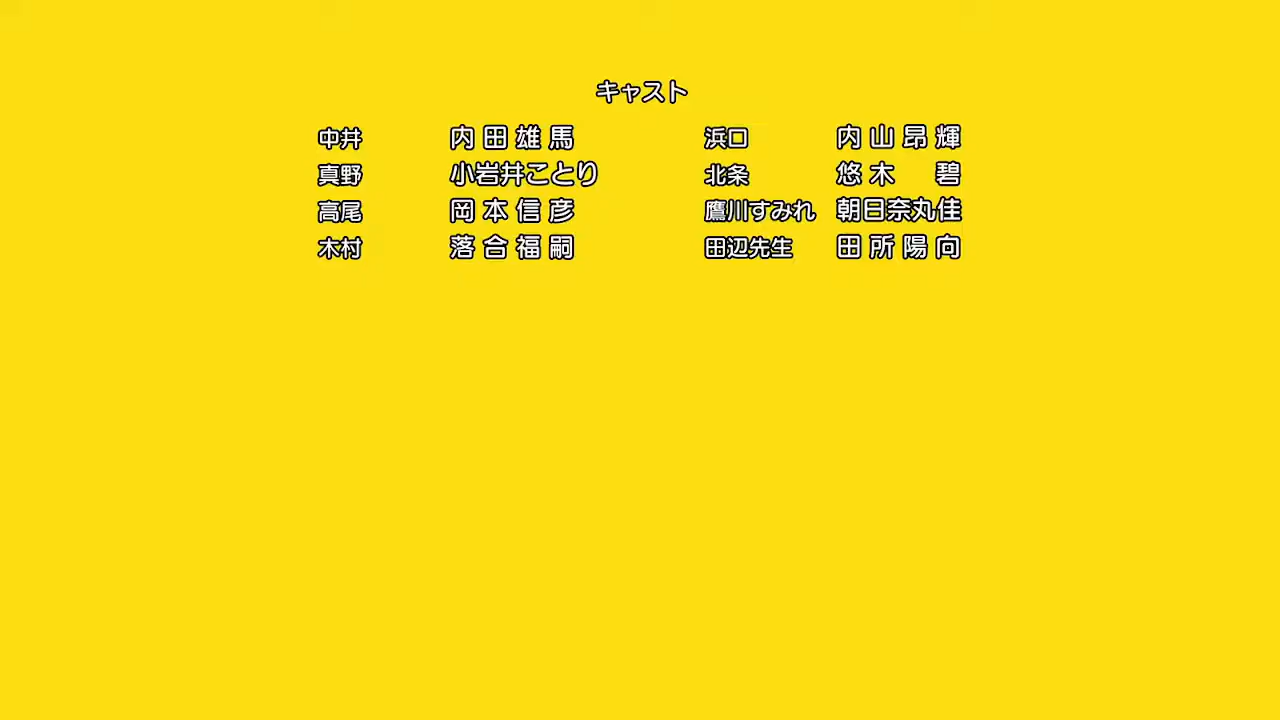 キャスト
中井 内田雄馬 浜口 内山昂輝
真野 小岩井ことり 北条 悠木 碧
高尾 岡本信彦 鷹川すみれ 朝日奈丸佳
木村 落合福嗣 田辺先生 田所陽向